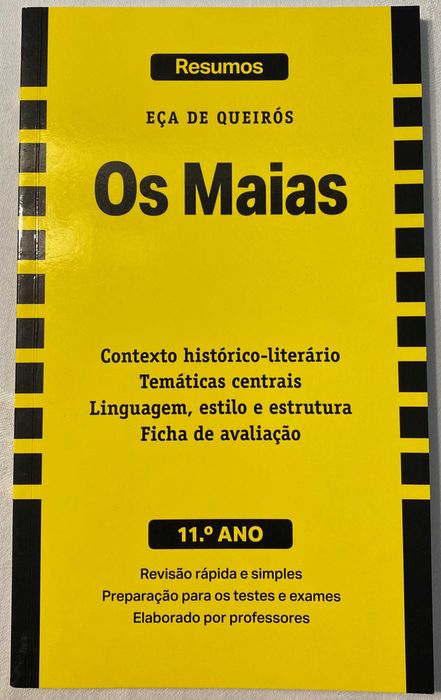 Resumos
EÇA DE QUEIRÓS
Os Maias
Contexto histórico-literário
Temáticas centrais
Linguagem, estilo e estrutura
Ficha de avaliação
11.º ANO
Revisão rápida e simples
Preparação para os testes e exames
Elaborado por professores